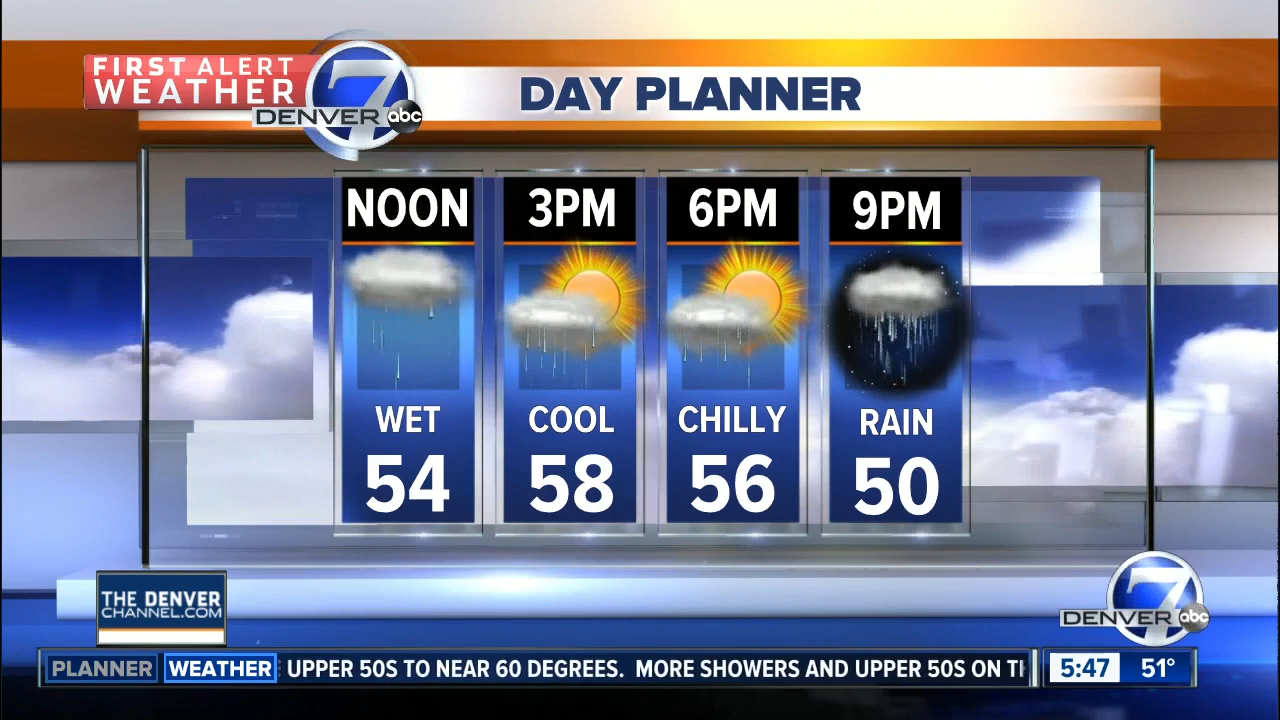 FIRST ALERT
WEATHER
7
DENVER abc
DAY PLANNER
NOON
WET
54
3PM
COOL
58
6PM
CHILLY
56
9PM
RAIN
50
THE DENVER
CHANNEL.COM
7
DENVER abc
PLANNER WEATHER UPPER 50S TO NEAR 60 DEGREES. MORE SHOWERS AND UPPER 50S ON 5:47 51°